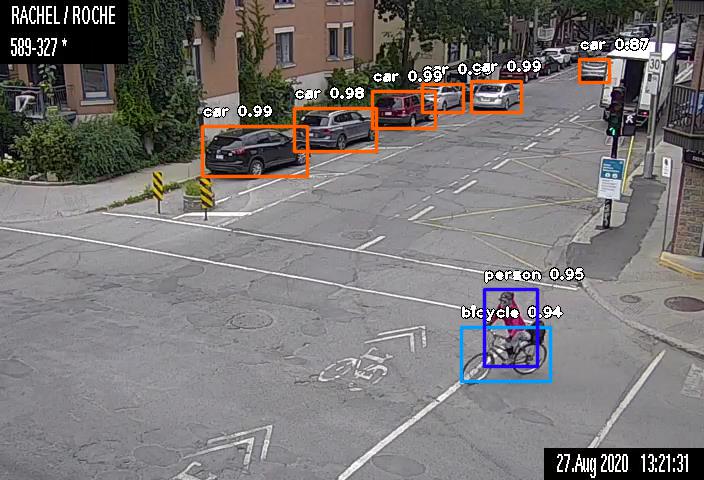 RACHEL / ROCHE
589-327 *
car 0.87
car 0.99
car 0.99
car 0.98
car 0.99
30
person 0.95
bicycle 0.94
27.Aug 2020 13:21:31